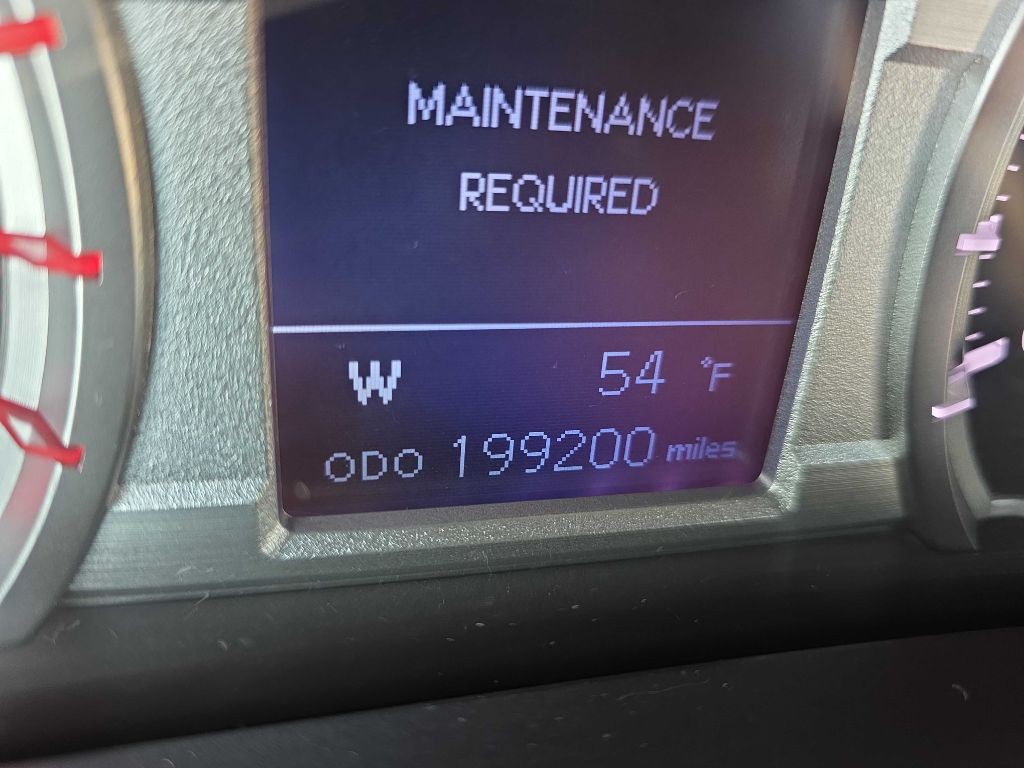 MAINTENANCE
REQUIRED
W 54 °F
ODO 199200 miles